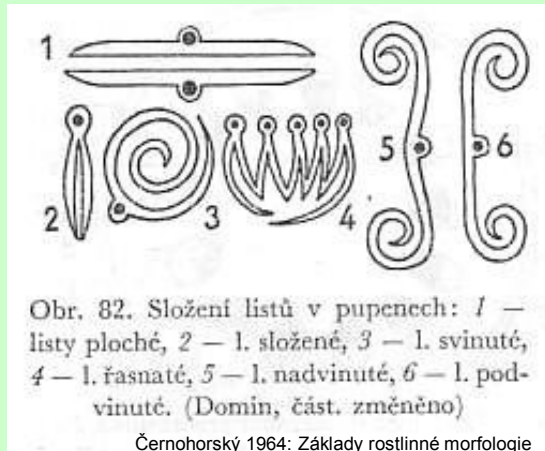 1
2
3
4
5
6
Obr. 82. Složení listů v pupenech: 1 —
listy ploché, 2 — l. složené, 3 — l. svinuté,
4 — l. řasnaté, 5 — l. nadvinuté, 6 — l. pod-
vinuté. (Domin, část. změněno)
Černohorský 1964: Základy rostlinné morfologie